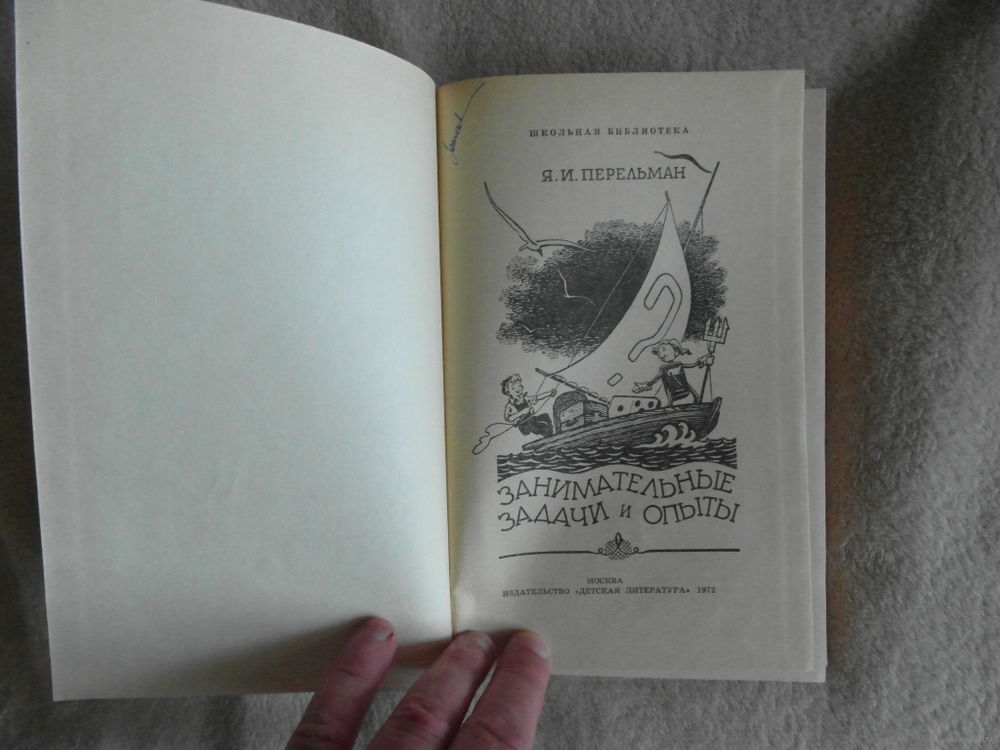 ШКОЛЬНАЯ БИБЛИОТЕКА
Я. И. ПЕРЕЛЬМАН
?
ЗАНИМАТЕЛЬНЫЕ
ЗАДАЧИ И ОПЫТЫ
МОСКВА
ИЗДАТЕЛЬСТВО «ДЕТСКАЯ ЛИТЕРАТУРА» 1972